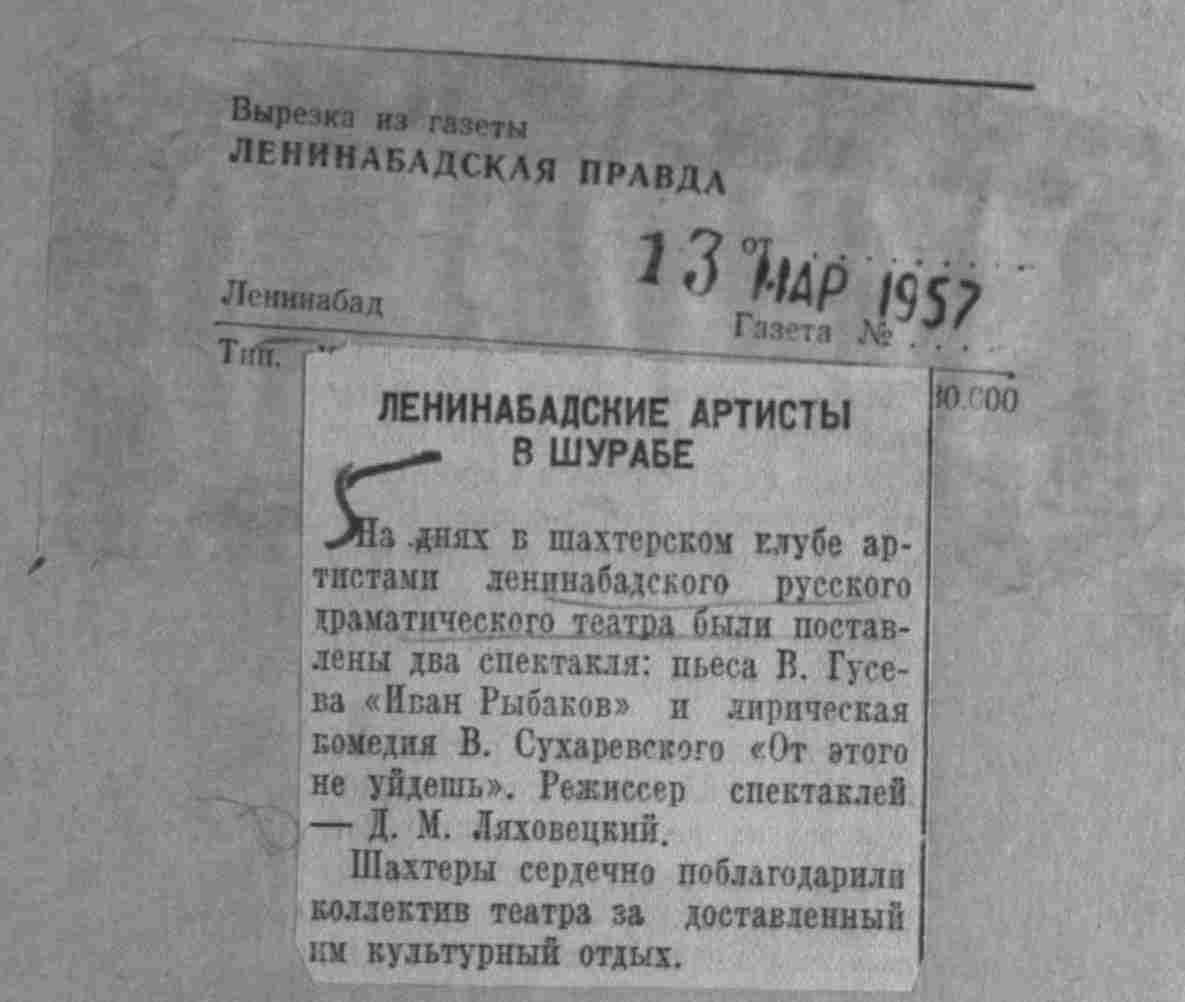 Вырезка из газеты
ЛЕНИНАБАДСКАЯ ПРАВДА
от
13 МАР 1957
Ленинабад
Газета №
Тип.
30.000
ЛЕНИНАБАДСКИЕ АРТИСТЫ
В ШУРАБЕ
На днях в шахтерском клубе ар-
тистами ленинабадского русского
драматического театра были постав-
лены два спектакля: пьеса В. Гусе-
ва «Иван Рыбаков» и лирическая
комедия В. Сухаревского «От этого
не уйдешь». Режиссер спектаклей
— Д. М. Ляховецкий.
Шахтеры сердечно поблагодарили
коллектив театра за доставленный
им культурный отдых.